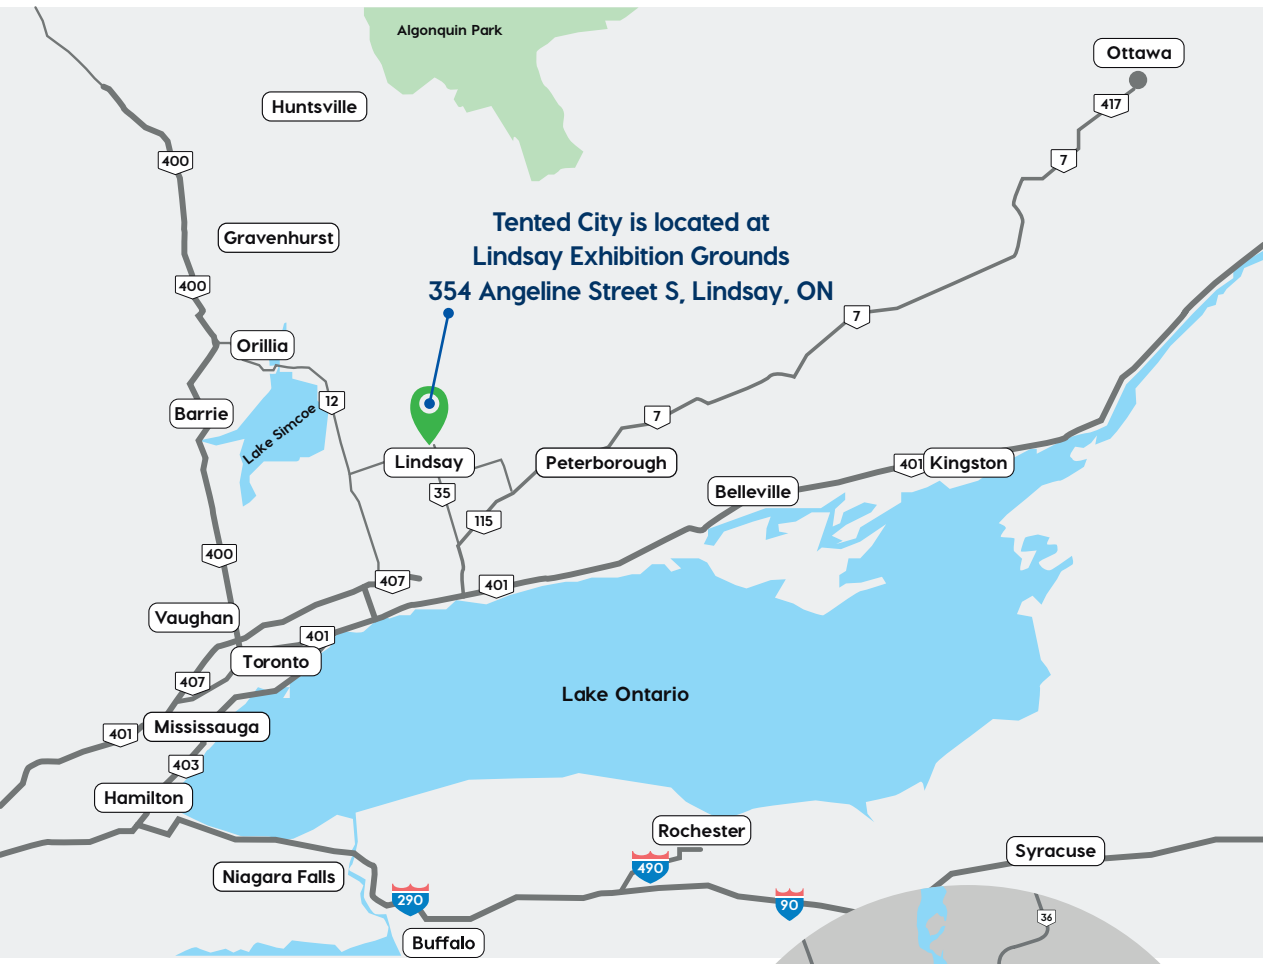 Algonquin Park
Ottawa
417
Huntsville
400
7
Tented City is located at
Lindsay Exhibition Grounds
354 Angeline Street S, Lindsay, ON
Gravenhurst
400
7
Orillia
12
Barrie
Lake Simcoe
7
Lindsay
Peterborough
401
Kingston
35
Belleville
115
400
407
401
Vaughan
401
Toronto
407
Lake Ontario
Mississauga
401
403
Hamilton
Rochester
Syracuse
490
Niagara Falls
290
90
36
Buffalo